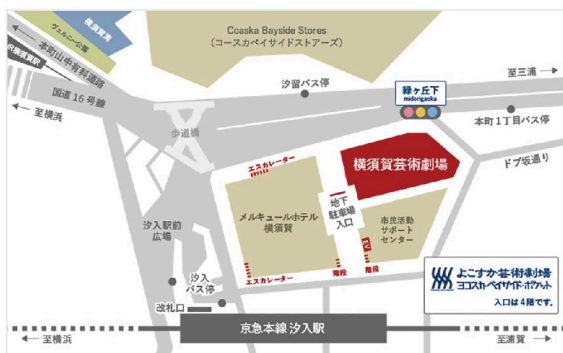 Coaska Bayside Stores
(コースカベイサイドストアーズ)
横須賀湾
ヴェルニー公園
本町山中有料道路
JR横須賀駅
国道16号線
至横浜
歩道橋
汐留バス停
緑ヶ丘下
midorigaoka
至三浦
本町1丁目バス停
ドブ坂通り
エスカレーター
横須賀芸術劇場
メルキュールホテル
横須賀
地下
駐車場
入口
市民活動
サポート
センター
EV
汐入駅前
広場
汐入
バス停
エスカレーター
階段
階段
改札口
よこすか芸術劇場
ヨコスカ・ベイサイド・ポケット
入口は4階です。
至横浜
京急本線 汐入駅
至浦賀